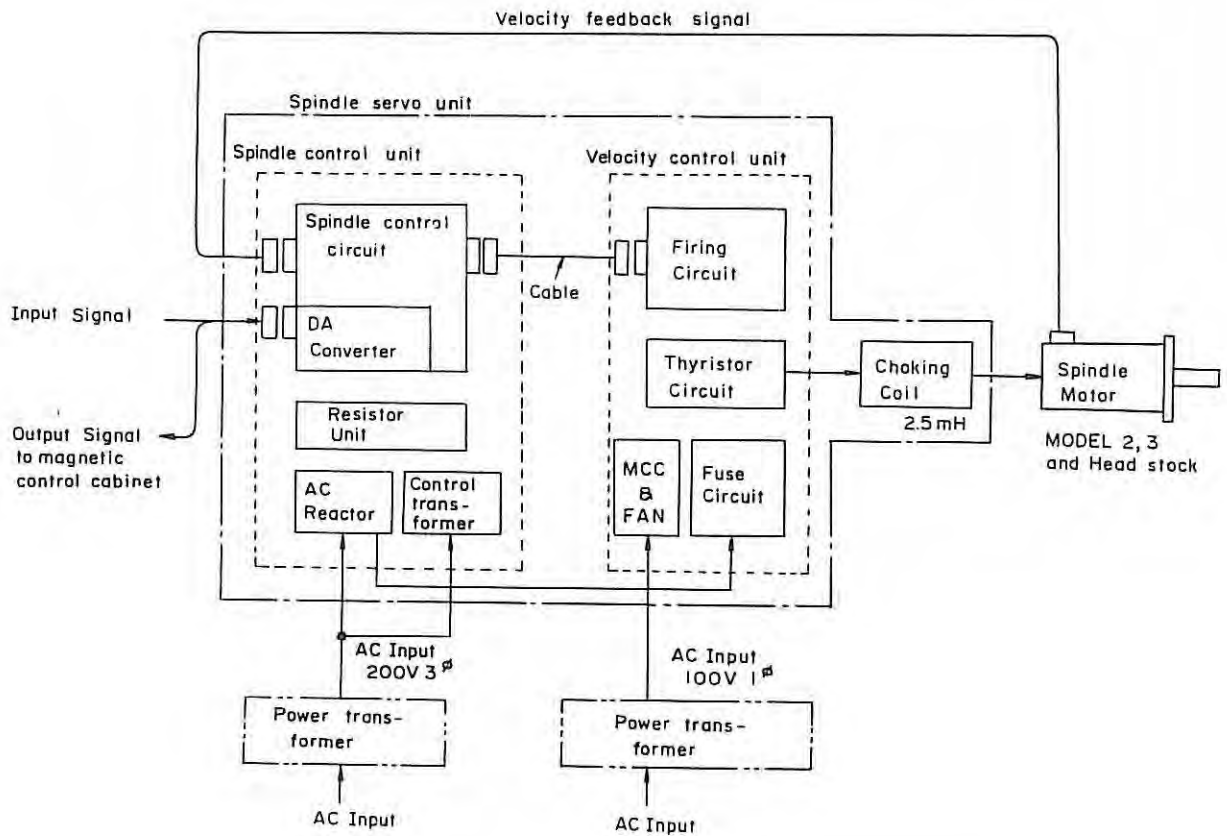 Velocity feedback signal
Spindle servo unit
Spindle control unit
Velocity control unit
Spindle control
circuit
Firing
Circuit
Cable
Input Signal
DA
Converter
Thyristor
Circuit
Choking
Coil
2.5mH
Spindle
Motor
MODEL 2, 3
and Head stock
Output Signal
to magnetic
control cabinet
Resistor
Unit
AC
Reactor
Control
trans-
former
MCC
&
FAN
Fuse
Circuit
AC Input
200V 3ø
AC Input
100V 1ø
Power trans-
former
Power trans-
former
AC Input
AC Input